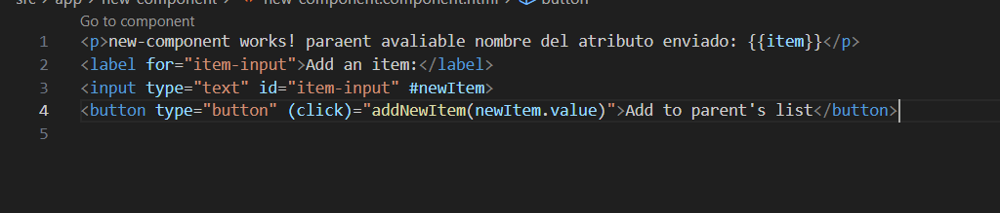 src > app > new-component > new-component.component.html > button
Go to component
1 <p>new-component works! paraent avaliable nombre del atributo enviado: {{item}}</p>
2 <label for="item-input">Add an item:</label>
3 <input type="text" id="item-input" #newItem>
4 <button type="button" (click)="addNewItem(newItem.value)">Add to parent's list</button>
5